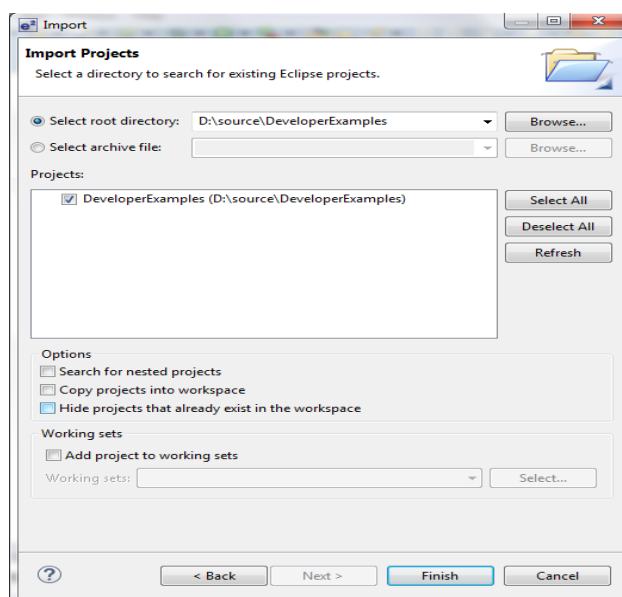 e² Import
Import Projects
Select a directory to search for existing Eclipse projects.
Select root directory: D:\source\DeveloperExamples Browse...
Select archive file: Browse...
Projects:
DeveloperExamples (D:\source\DeveloperExamples)
Select All
Deselect All
Refresh
Options
Search for nested projects
Copy projects into workspace
Hide projects that already exist in the workspace
Working sets
Add project to working sets
Working sets: Select...
? < Back Next > Finish Cancel